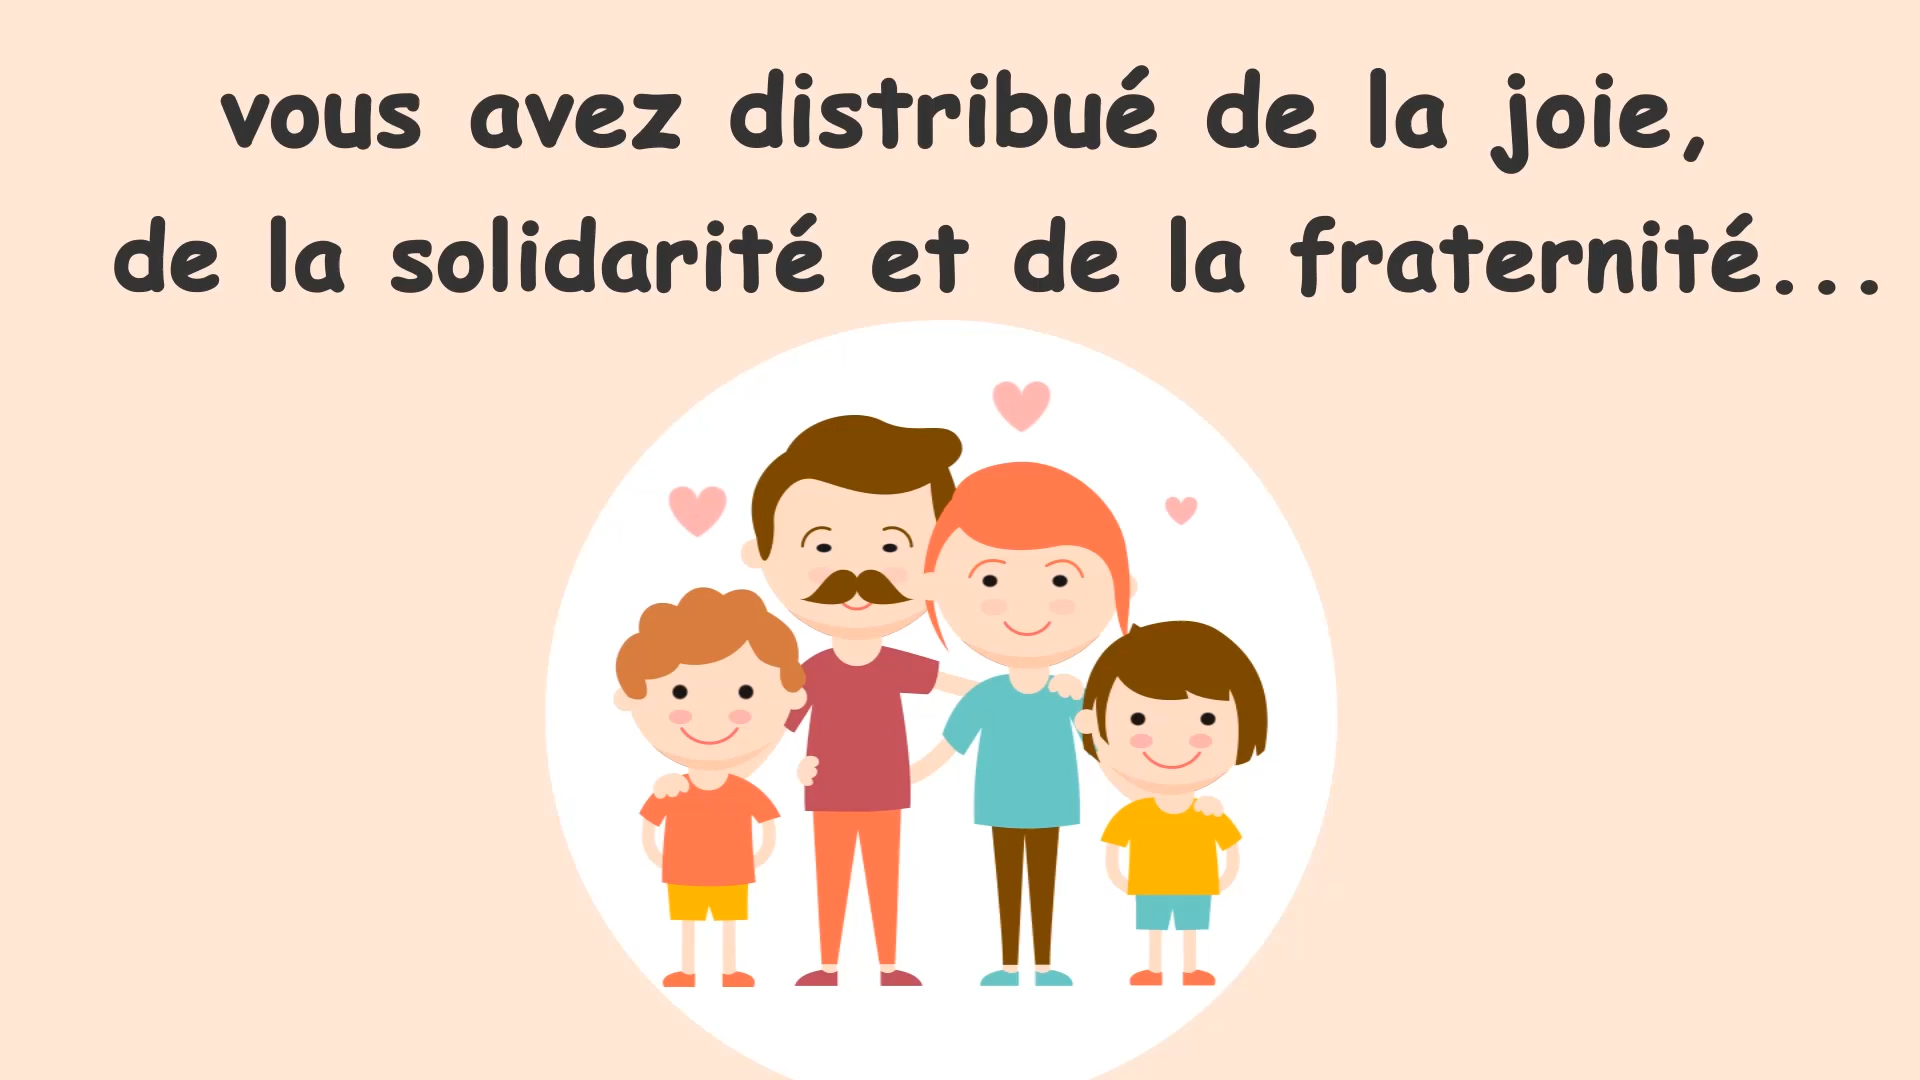 vous avez distribué de la joie,
de la solidarité et de la fraternité...